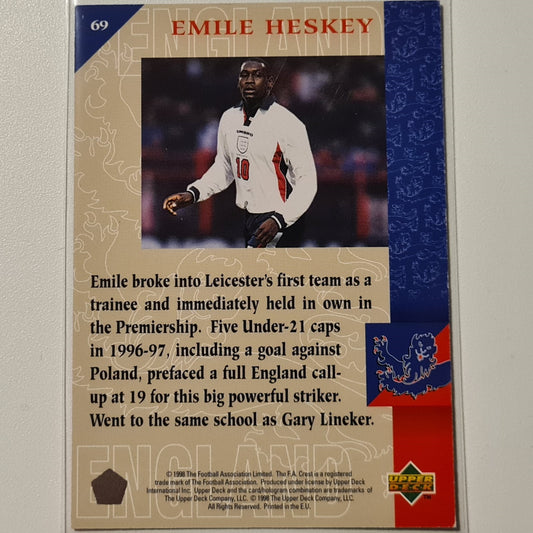 ENGLAND
69
EMILE HESKEY
UMBRO
10
Emile broke into Leicester's first team as a
trainee and immediately held in own in
the Premiership. Five Under-21 caps
in 1996-97, including a goal against
Poland, prefaced a full England call-
up at 19 for this big powerful striker.
Went to the same school as Gary Lineker.
ENGLAND
© 1998 The Football Association Limited. The F.A. Crest is a registered
trade mark of The Football Association. Produced under license by Upper Deck
International Inc. Upper Deck and the card/hologram combination are trademarks of
The Upper Deck Company, LLC. © 1998 The Upper Deck Company, LLC.
All Rights Reserved. Printed in the E.U.
UPPER
DECK
TM